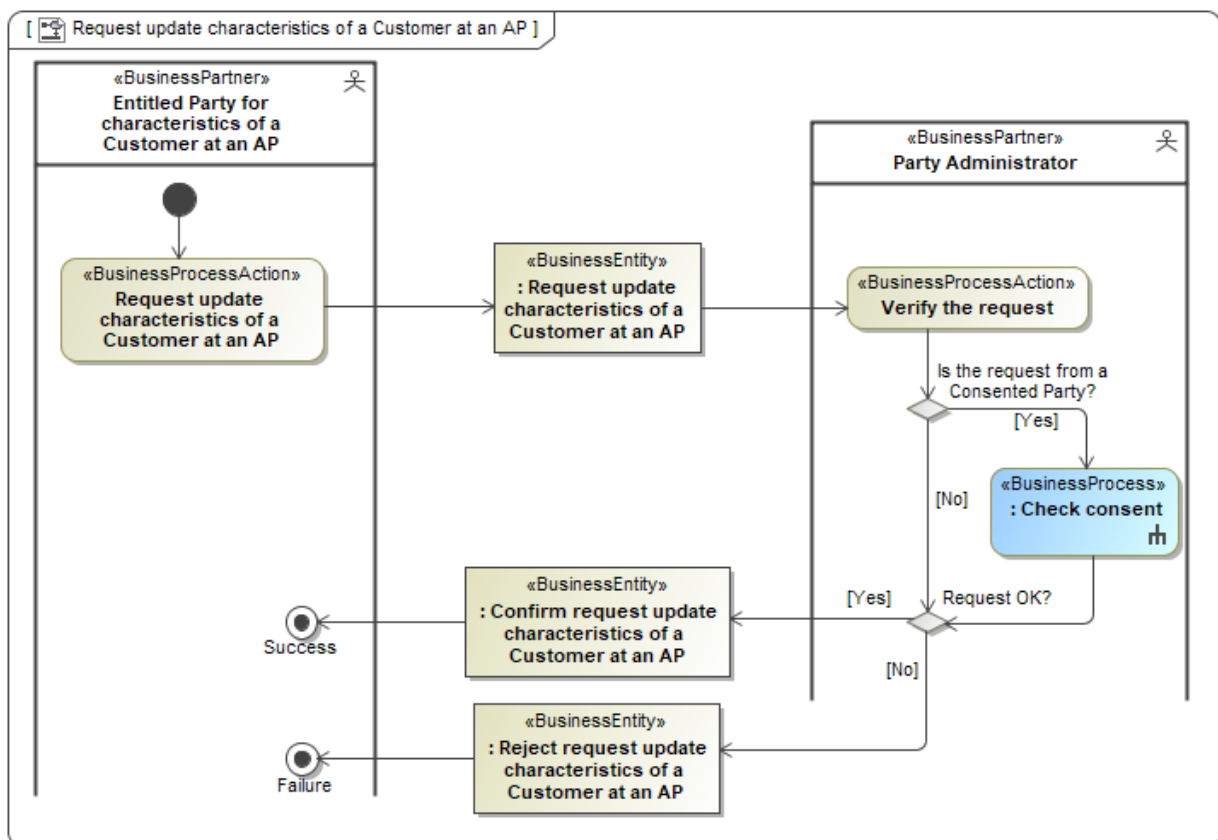 [ Request update characteristics of a Customer at an AP ]
«BusinessPartner»
Entitled Party for
characteristics of a
Customer at an AP
«BusinessPartner»
Party Administrator
«BusinessProcessAction»
Request update
characteristics of a
Customer at an AP
«BusinessEntity»
: Request update
characteristics of a
Customer at an AP
«BusinessProcessAction»
Verify the request
Is the request from a
Consented Party?
[Yes]
[No]
«BusinessProcess»
: Check consent
Request OK?
[Yes]
«BusinessEntity»
: Confirm request update
characteristics of a
Customer at an AP
Success
[No]
«BusinessEntity»
: Reject request update
characteristics of a
Customer at an AP
Failure